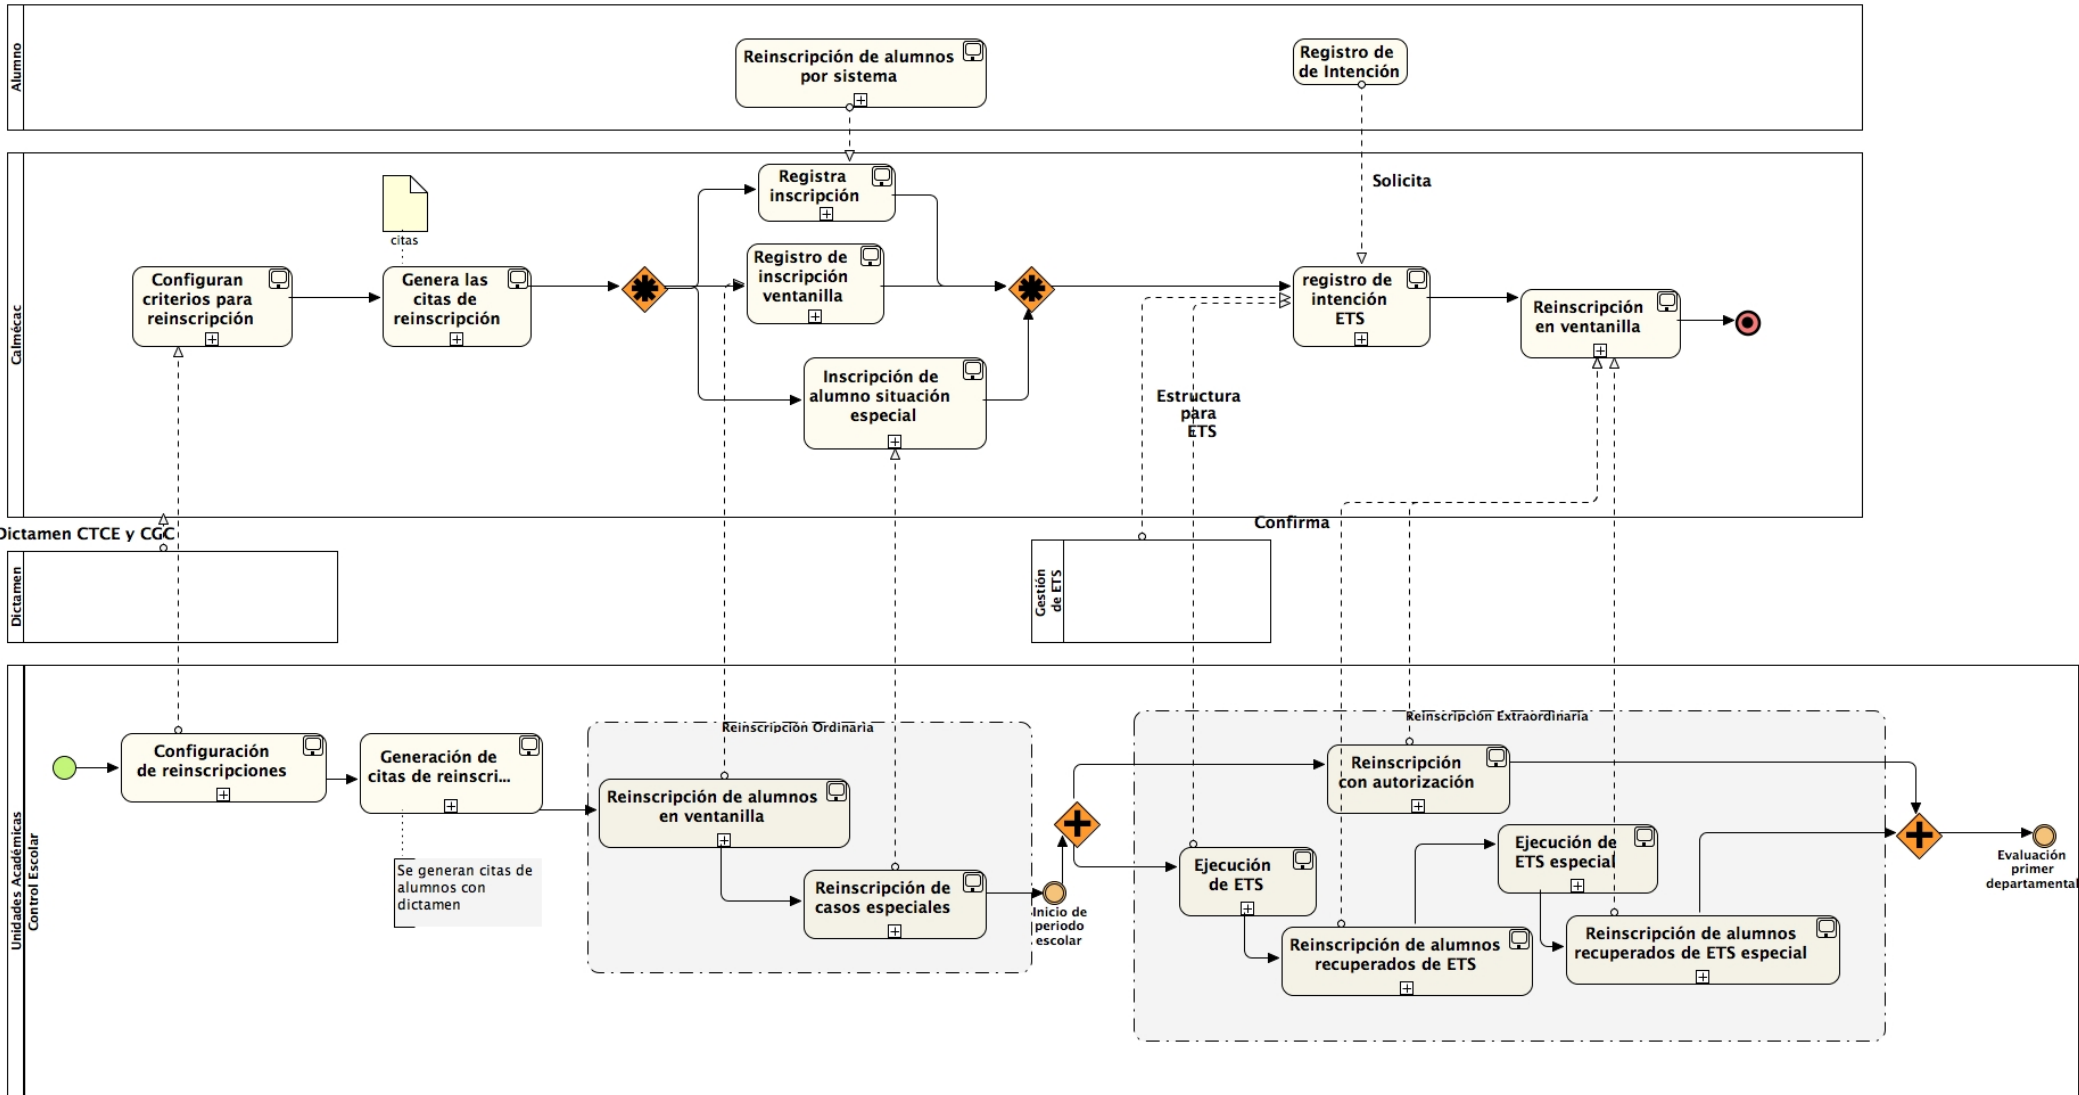 Alumno
Reinscripción de alumnos
por sistema
Registro de
de Intención
Calmécac
citas
Configuran
criterios para
reinscripción
Genera las
citas de
reinscripción
Registra
inscripción
Registro de
inscripción
ventanilla
Inscripción de
alumno situación
especial
Solicita
registro de
intención
ETS
Reinscripción
en ventanilla
Estructura
para
ETS
Confirma
Dictamen CTCE y CGC
Dictamen
Gestión
de ETS
Unidades Académicas
Control Escolar
Configuración
de reinscripciones
Generación de
citas de reinscri...
Se generan citas de
alumnos con
dictamen
Reinscripción Ordinaria
Reinscripción de alumnos
en ventanilla
Reinscripción de
casos especiales
Inicio de
periodo
escolar
Reinscripción Extraordinaria
Reinscripción
con autorización
Ejecución
de ETS
Ejecución de
ETS especial
Reinscripción de alumnos
recuperados de ETS
Reinscripción de alumnos
recuperados de ETS especial
Evaluación
primer
departamental